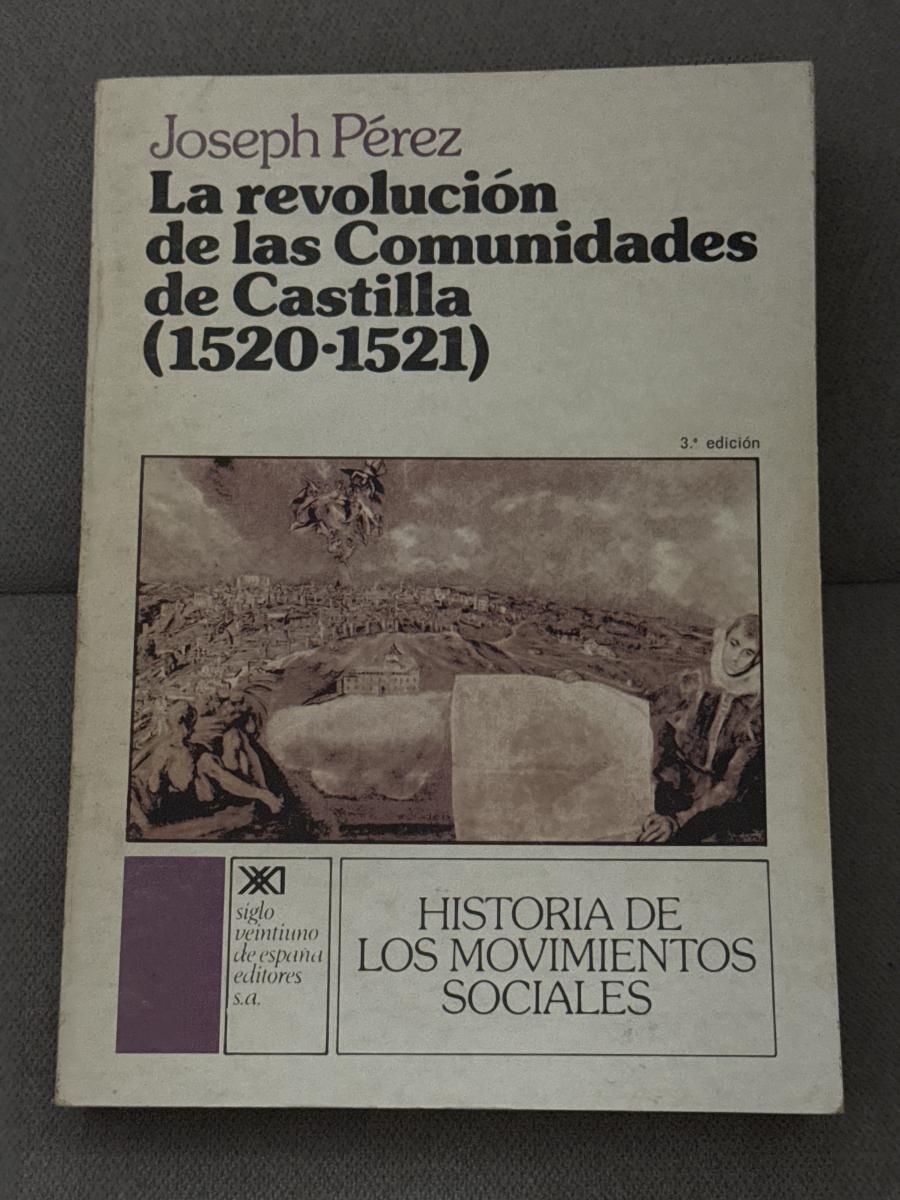 Joseph Pérez
La revolución
de las Comunidades
de Castilla
(1520-1521)
3.ª edición
XXI
siglo
veintiuno
de españa
editores
s.a.
HISTORIA DE
LOS MOVIMIENTOS
SOCIALES